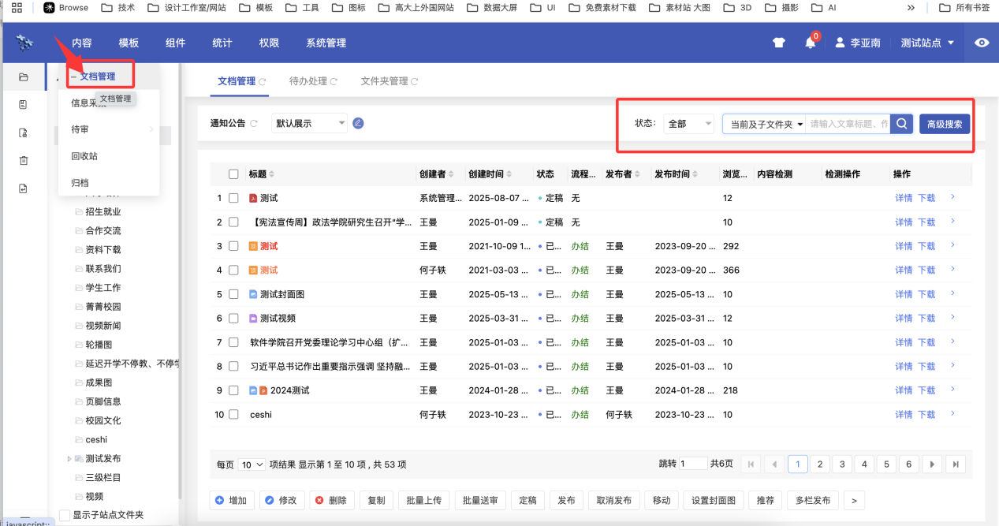 Browse 技术 设计工作室/网站 模板 工具 图标 高大上外国网站 数据大屏 UI 免费素材下载 素材站 大图 3D 摄影 AI >> 所有书签
内容 模板 组件 统计 权限 系统管理 0 李亚南 测试站点
文档管理
文档管理
信息采
待审
回收站
归档
招生就业
合作交流
资料下载
联系我们
学生工作
菁菁校园
视频新闻
轮播图
延迟开学不停教、不停学
成果图
页脚信息
校园文化
ceshi
测试发布
三级栏目
视频
显示子站点文件夹
javascript:;
文档管理 待办处理 文件夹管理
通知公告 默认展示 状态: 全部 当前及子文件夹 请输入文章标题、作 高级搜索
标题 创建者 创建时间 状态 流程... 发布者 发布时间 浏览... 内容检测 检测操作 操作
1 测试 系统管理... 2025-08-07 ... 定稿 无 12 详情 下载
2 【宪法宣传周】政法学院研究生召开“学... 王曼 2025-01-09 ... 定稿 无 10 详情 下载
3 顶 测试 王曼 2021-10-09 1... 已... 办结 王曼 2023-09-20 ... 292 详情 下载
4 顶 测试 何子轶 2021-03-03 ... 已... 办结 王曼 2023-09-20 ... 366 详情 下载
5 测试封面图 王曼 2025-05-13 ... 已... 办结 王曼 2025-05-13 ... 10 详情 下载
6 测试视频 王曼 2025-03-31 ... 已... 办结 王曼 2025-03-31 ... 12 详情 下载
7 软件学院召开党委理论学习中心组（扩... 王曼 2025-01-03 ... 已... 办结 王曼 2025-01-03 ... 10 详情 下载
8 习近平总书记作出重要指示强调 坚持融... 王曼 2025-01-03 ... 已... 办结 王曼 2025-01-03 ... 10 详情 下载
9 2024测试 王曼 2024-01-28 ... 已... 办结 王曼 2024-01-28 ... 218 详情 下载
10 ceshi 何子轶 2023-10-23 ... 已... 办结 何子轶 2023-10-23 ... 10 详情 下载
每页 10 项结果 显示第 1 至 10 项 , 共 53 项 跳转 1 共6页 1 2 3 4 5 6
增加 修改 删除 复制 批量上传 批量送审 定稿 发布 取消发布 移动 设置封面图 推荐 多栏发布 >